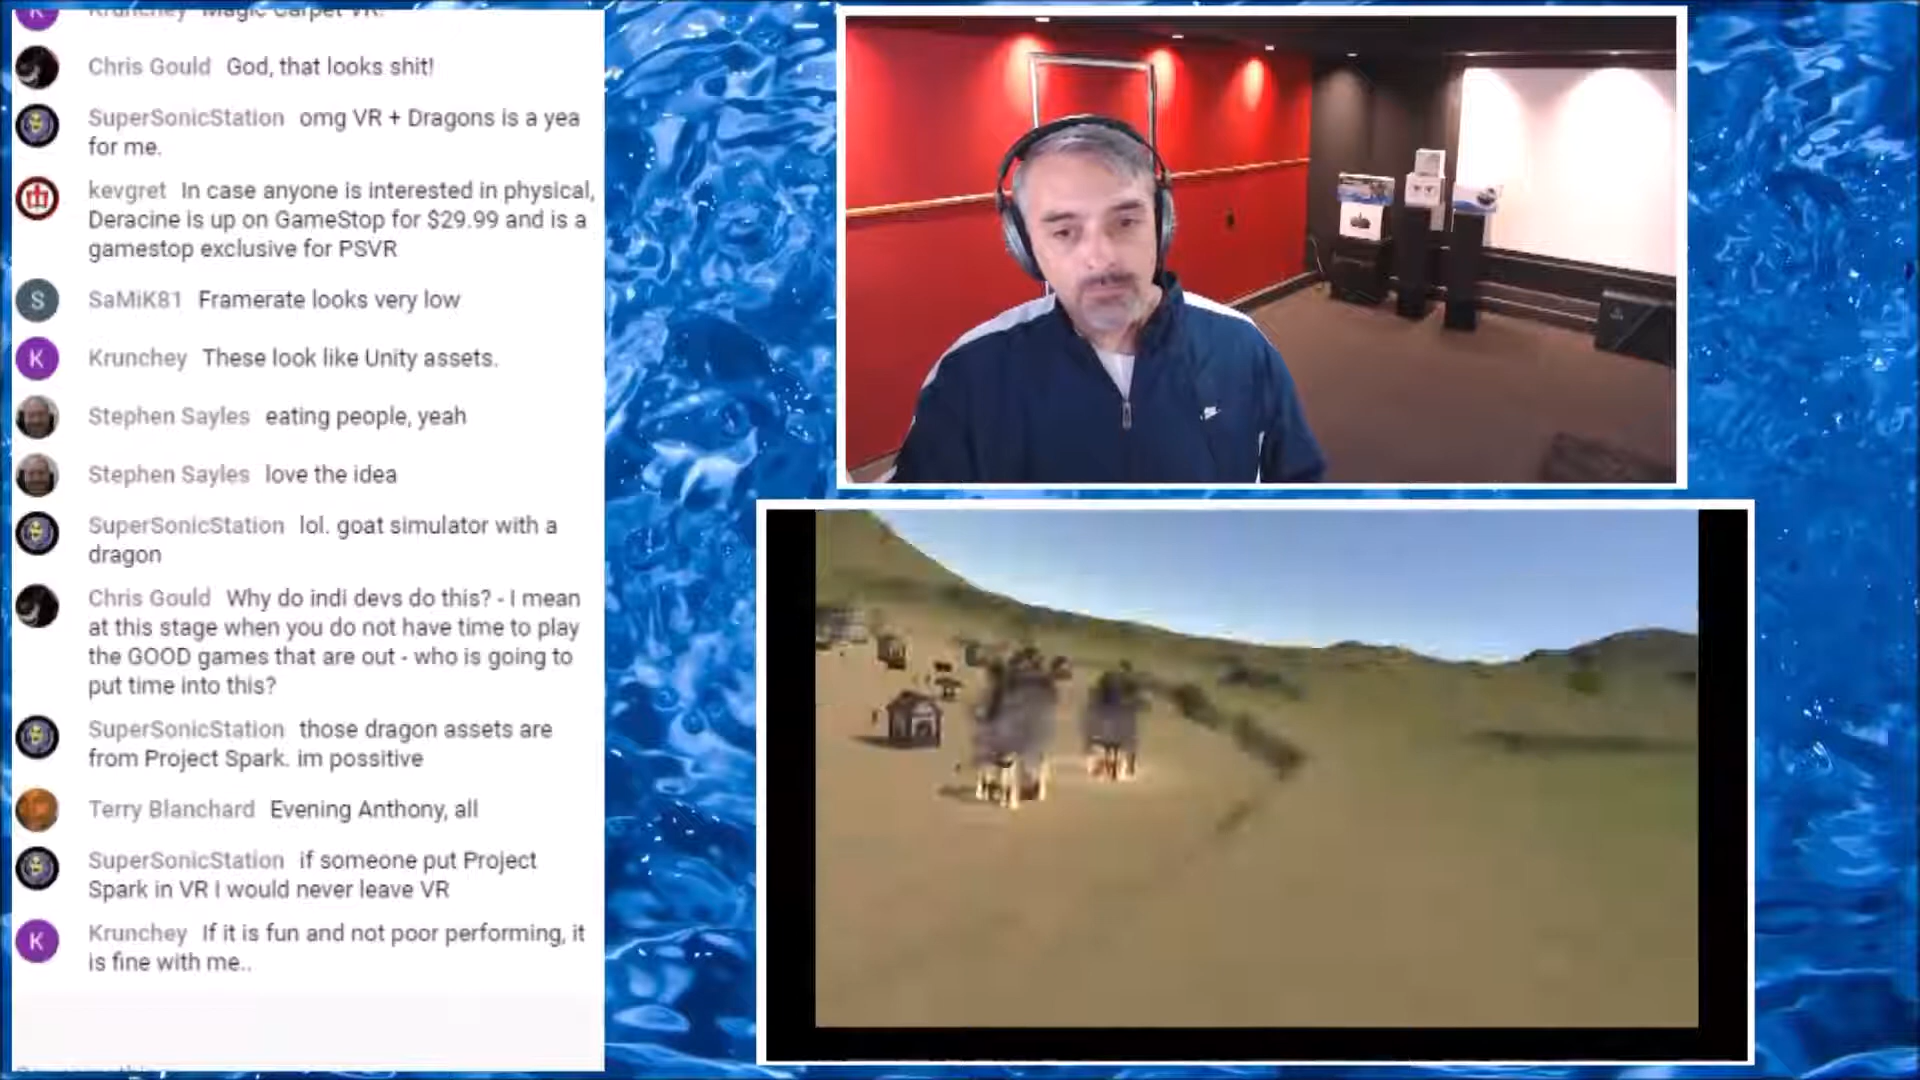 Krunchey Magic Carpet VR!
Chris Gould God, that looks shit!
SuperSonicStation omg VR + Dragons is a yea
for me.
kevgret In case anyone is interested in physical,
Deracine is up on GameStop for $29.99 and is a
gamestop exclusive for PSVR
S SaMiK81 Framerate looks very low
K Krunchey These look like Unity assets.
Stephen Sayles eating people, yeah
Stephen Sayles love the idea
SuperSonicStation lol. goat simulator with a
dragon
Chris Gould Why do indi devs do this? - I mean
at this stage when you do not have time to play
the GOOD games that are out - who is going to
put time into this?
SuperSonicStation those dragon assets are
from Project Spark. im possitive
Terry Blanchard Evening Anthony, all
SuperSonicStation if someone put Project
Spark in VR I would never leave VR
K Krunchey If it is fun and not poor performing, it
is fine with me..